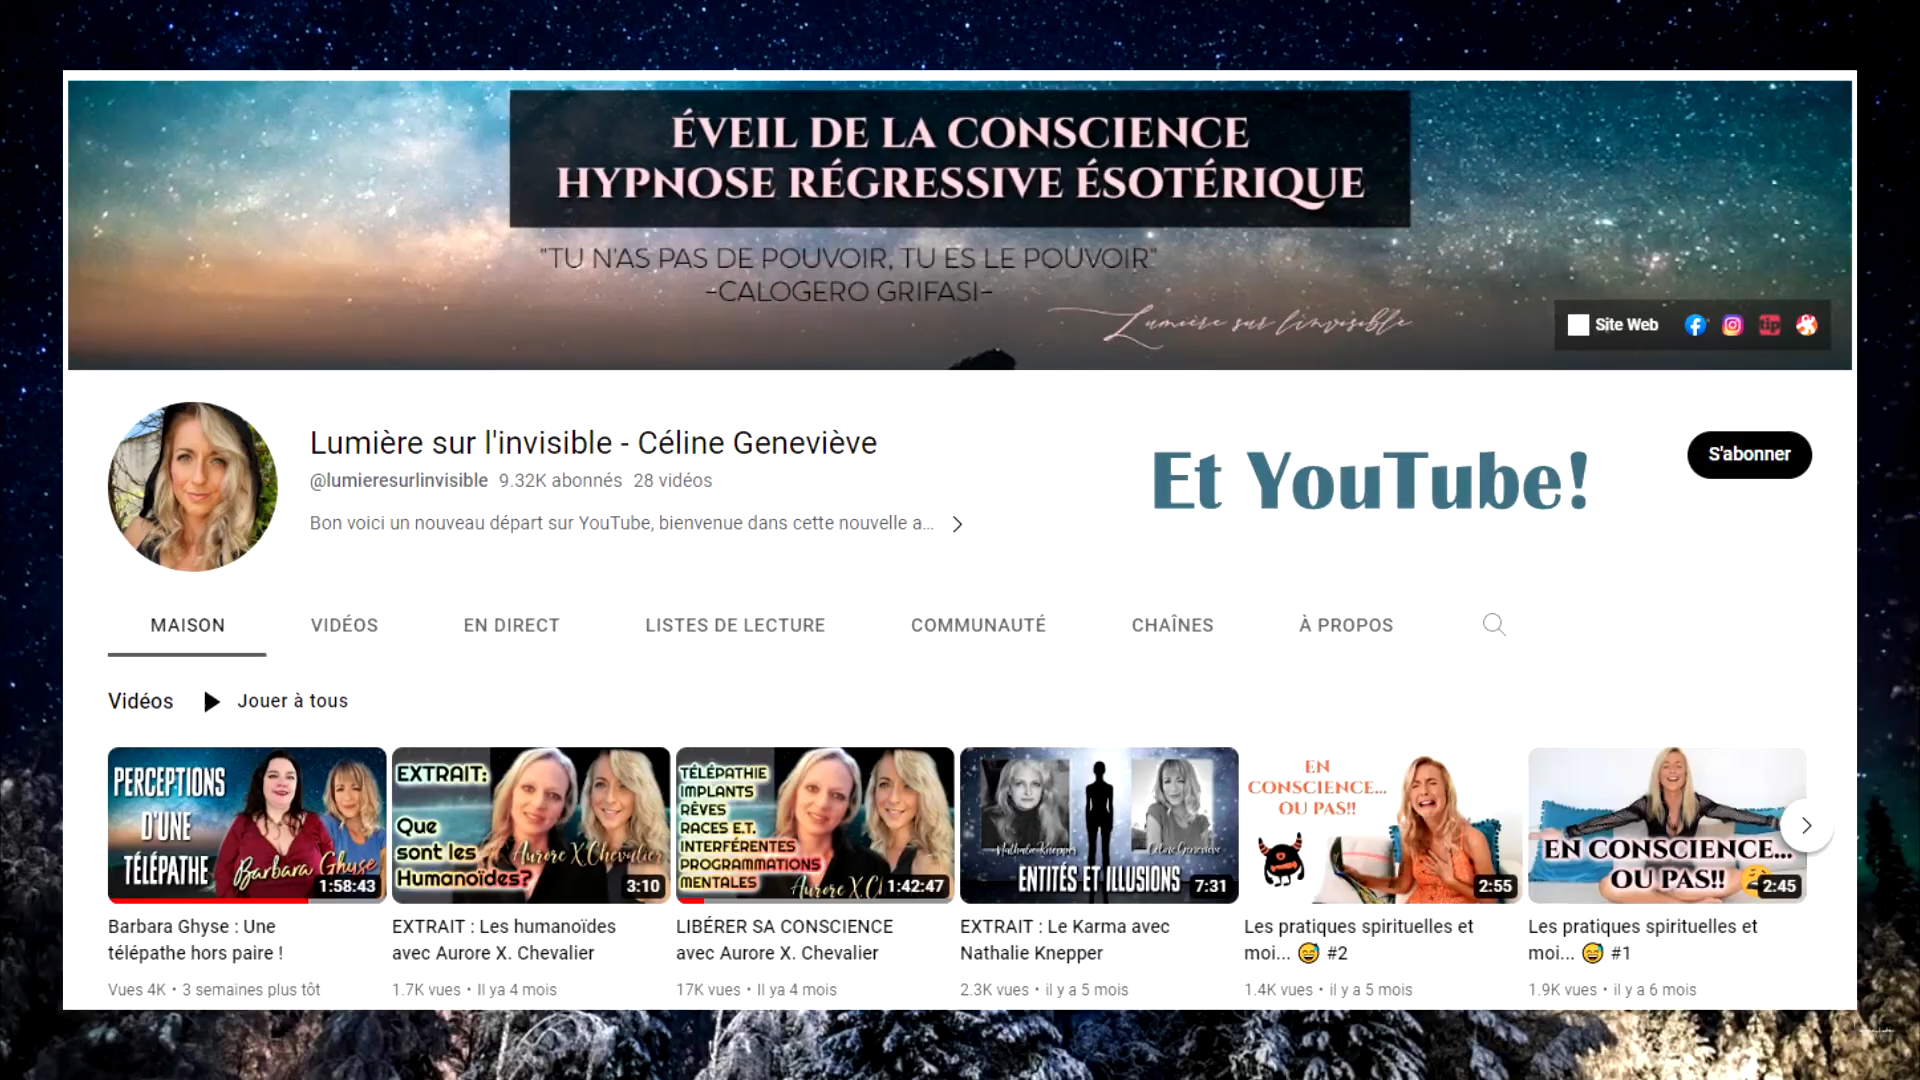 ÉVEIL DE LA CONSCIENCE
HYPNOSE RÉGRESSIVE ÉSOTÉRIQUE
"TU N'AS PAS DE POUVOIR, TU ES LE POUVOIR"
-CALOGERO GRIFASI-
Lumière sur l'invisible
Site Web
tip
Lumière sur l'invisible - Céline Geneviève
@lumieresurlinvisible 9.32K abonnés 28 vidéos
Bon voici un nouveau départ sur YouTube, bienvenue dans cette nouvelle a...
Et YouTube!
S'abonner
MAISON VIDÉOS EN DIRECT LISTES DE LECTURE COMMUNAUTÉ CHAÎNES À PROPOS
Vidéos Jouer à tous
PERCEPTIONS
D'UNE
TÉLÉPATHE
Barbara Ghyse
1:58:43
Barbara Ghyse : Une
télépathe hors paire !
Vues 4K • 3 semaines plus tôt
EXTRAIT:
Que
sont les
Humanoïdes?
Aurore X.Chevalier
3:10
EXTRAIT : Les humanoïdes
avec Aurore X. Chevalier
1.7K vues • Il ya 4 mois
TÉLÉPATHIE
IMPLANTS
RÊVES
RACES E.T.
INTERFÉRENTES
PROGRAMMATIONS
MENTALES
Aurore X.C
1:42:47
LIBÉRER SA CONSCIENCE
avec Aurore X. Chevalier
17K vues • Il ya 4 mois
Nathalie Knepper
Céline Geneviève
ENTITÉS ET ILLUSIONS
7:31
EXTRAIT : Le Karma avec
Nathalie Knepper
2.3K vues • il y a 5 mois
EN
CONSCIENCE...
OU PAS!!
2:55
Les pratiques spirituelles et
moi... 😅 #2
1.4K vues • il y a 5 mois
EN CONSCIENCE...
OU PAS!!
2:45
Les pratiques spirituelles et
moi... 😅 #1
1.9K vues • il y a 6 mois